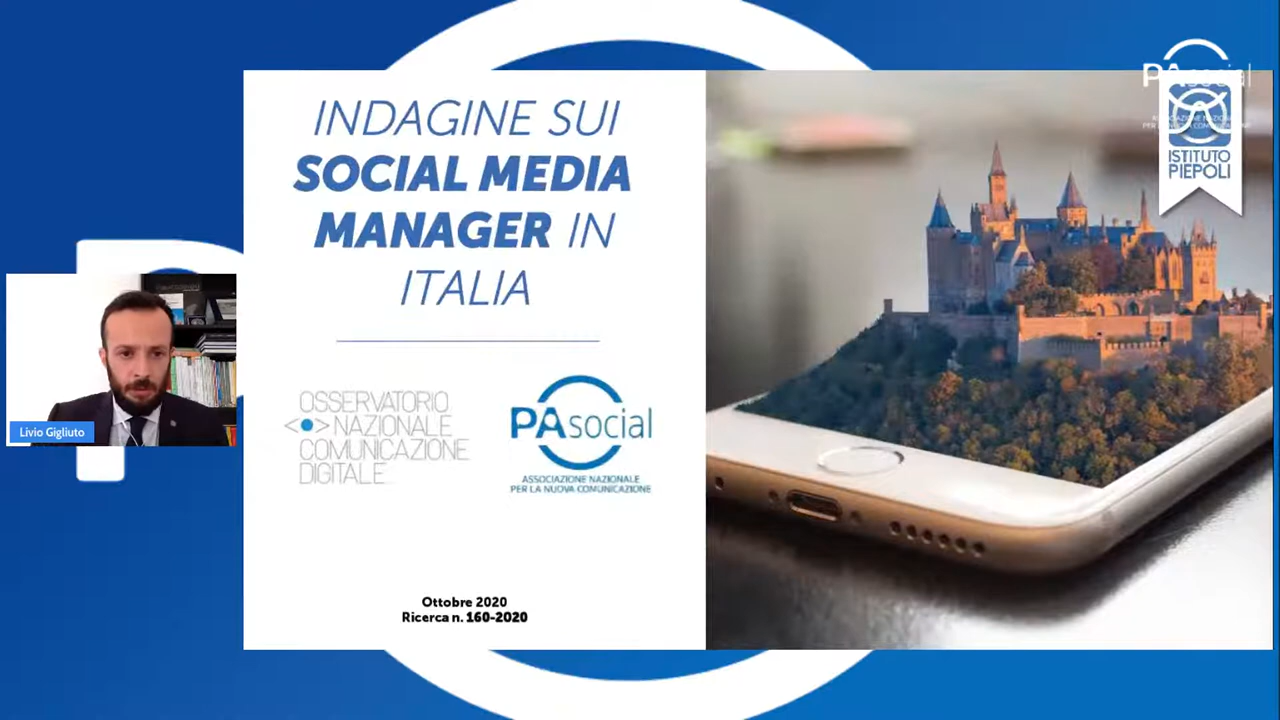 INDAGINE SUI
SOCIAL MEDIA
MANAGER IN
ITALIA
OSSERVATORIO
NAZIONALE
COMUNICAZIONE
DIGITALE
PAsocial
ASSOCIAZIONE NAZIONALE
PER LA NUOVA COMUNICAZIONE
Ottobre 2020
Ricerca n. 160-2020
Livio Gigliuto
PAsocial
ISTITUTO
PIEPOLI